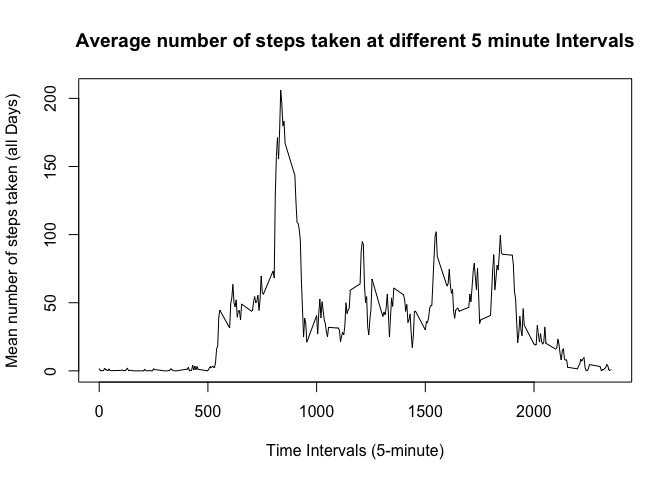 Average number of steps taken at different 5 minute Intervals
Mean number of steps taken (all Days)
200
150
100
50
0
0 500 1000 1500 2000
Time Intervals (5-minute)